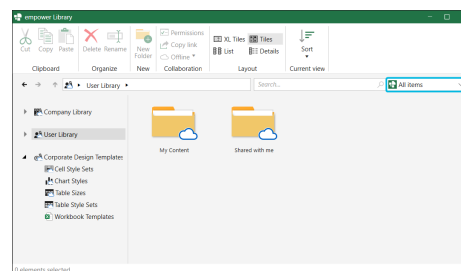 empower Library
Cut Copy Paste Delete Rename New Folder Permissions Copy link Offline XL Tiles Tiles List Details Sort
Clipboard Organize New Collaboration Layout Current view
User Library Search... All items
Company Library
User Library
Corporate Design Templates
Cell Style Sets
Chart Styles
Table Sizes
Table Style Sets
Workbook Templates
My Content Shared with me
0 elements selected